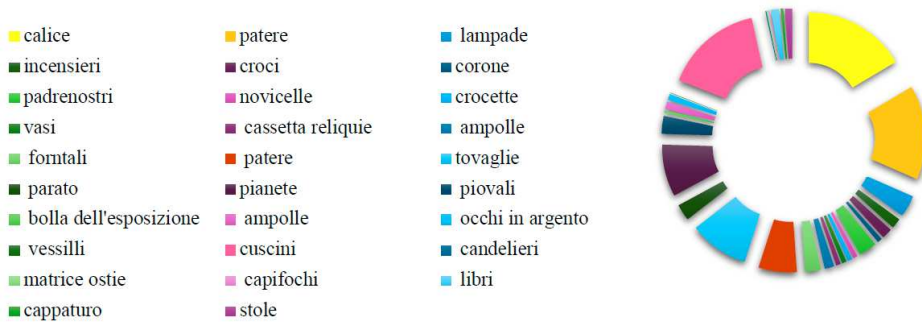 calice patere lampade
incensieri croci corone
padrenostri novicelle crocette
vasi cassetta reliquie ampolle
forntali patere tovaglie
parato pianete piovali
bolla dell'esposizione ampolle occhi in argento
vessilli cuscini candelieri
matrice ostie capifochi libri
cappaturo stole